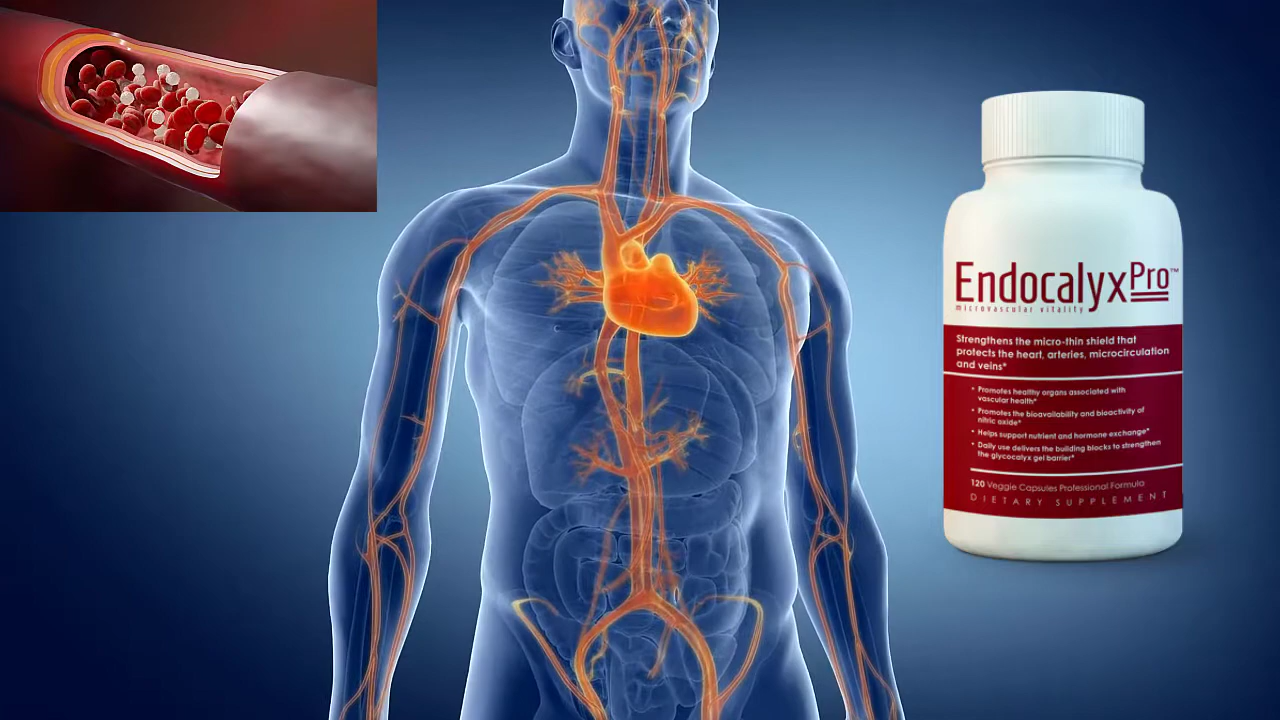 EndocalyxPro™
microvascular vitality
Strengthens the micro-thin shield that
protects the heart, arteries, microcirculation
and veins*
• Promotes healthy organs associated with
vascular health*
• Promotes the bioavailability and bioactivity of
nitric oxide*
• Helps support nutrient and hormone exchange*
• Daily use delivers the building blocks to strengthen
the glycocalyx gel barrier*
120 Veggie Capsules Professional Formula
DIETARY SUPPLEMENT